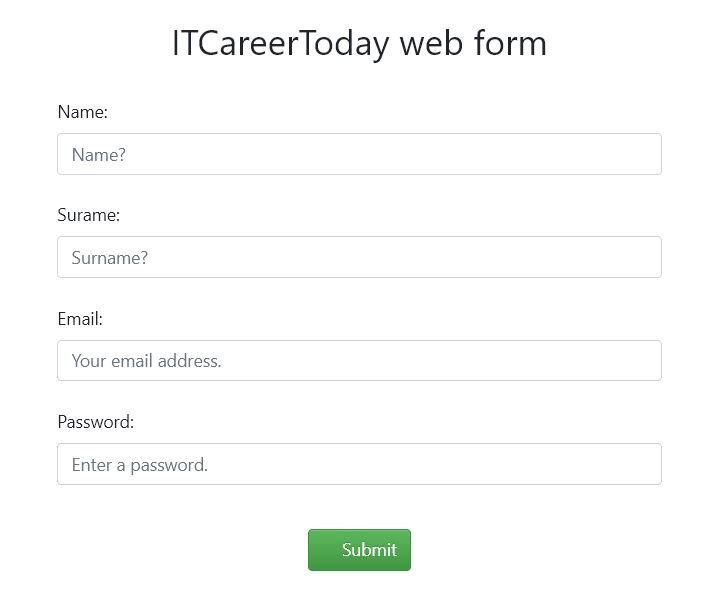 ITCareerToday web form
Name:
Name?
Surame:
Surname?
Email:
Your email address.
Password:
Enter a password.
Submit